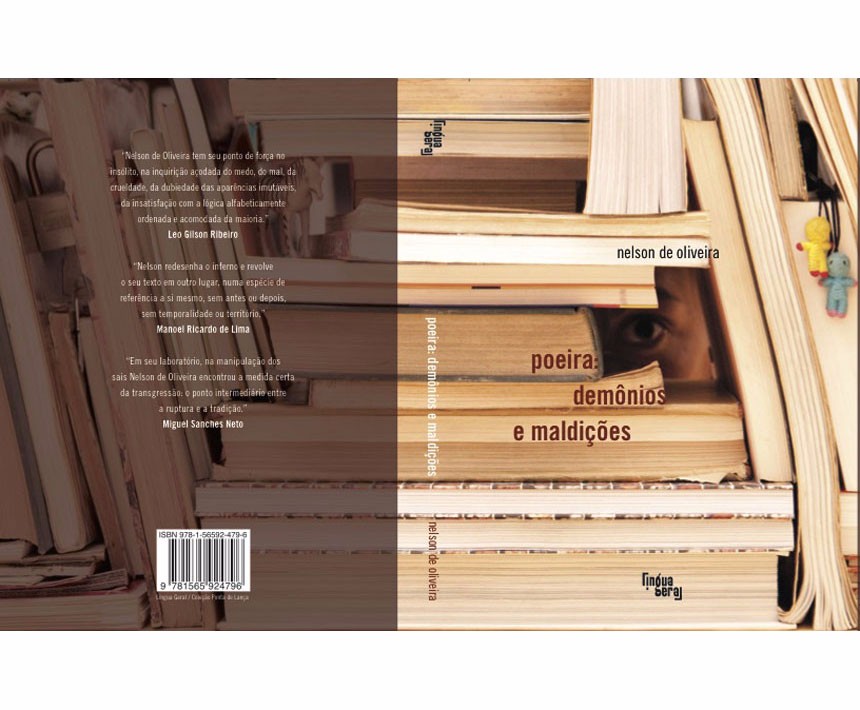 “Nelson de Oliveira tem seu ponto de força no
insólito, na inquirição açodada do medo, do mal, da
crueldade, da dubiedade das aparências imutáveis,
da insatisfação com a lógica alfabeticamente
ordenada e acomodada da maioria.”
Leo Gilson Ribeiro
“Nelson redesenha o inferno e revolve
o seu texto em outro lugar, numa espécie de
referência a si mesmo, sem antes ou depois,
sem temporalidade ou território.”
Manoel Ricardo de Lima
“Em seu laboratório, na manipulação dos
sais Nelson de Oliveira encontrou a medida certa
da transgressão: o ponto intermediário entre
a ruptura e a tradição.”
Miguel Sanches Neto
ISBN 978-1-56592-479-6
9 781565 924796
Língua Geral / Coleção Ponta de Lança
língua
geral
poeira: demônios e maldições
nelson de oliveira
nelson de oliveira
poeira:
demônios
e maldições
língua
geral